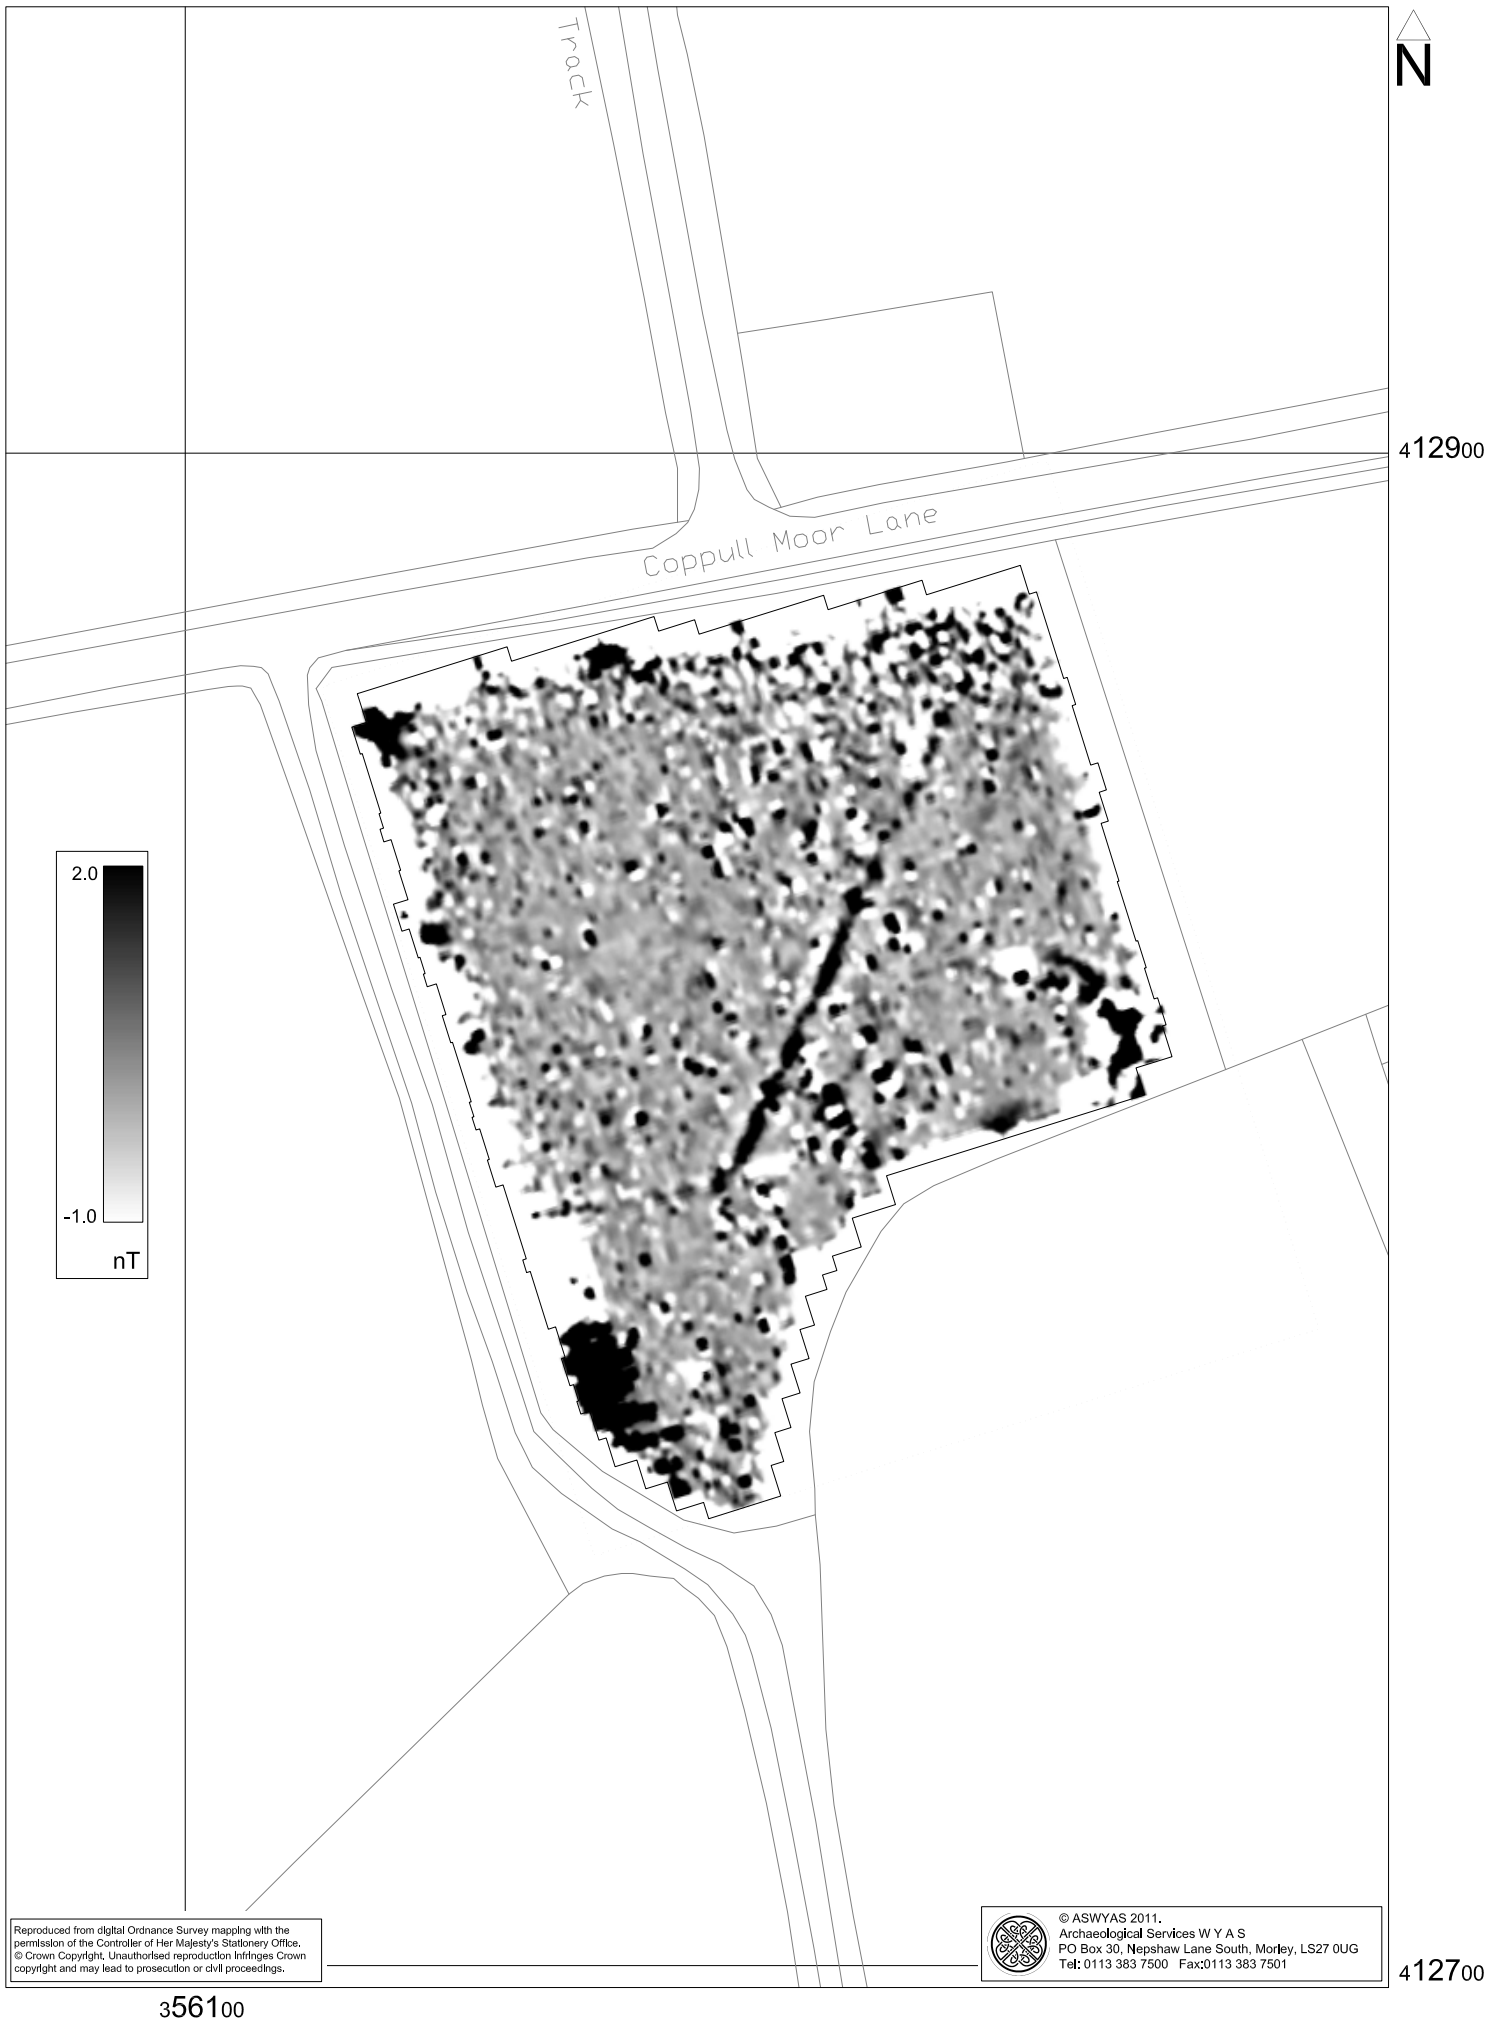 Track
N
412900
Coppull Moor Lane
2.0
-1.0
nT
Reproduced from digital Ordnance Survey mapping with the
permission of the Controller of Her Majesty's Stationery Office.
© Crown Copyright, Unauthorised reproduction infringes Crown
copyright and may lead to prosecution or civil proceedings.
© ASWYAS 2011.
Archaeological Services W Y A S
PO Box 30, Nepshaw Lane South, Morley, LS27 0UG
Tel: 0113 383 7500 Fax:0113 383 7501
412700
356100